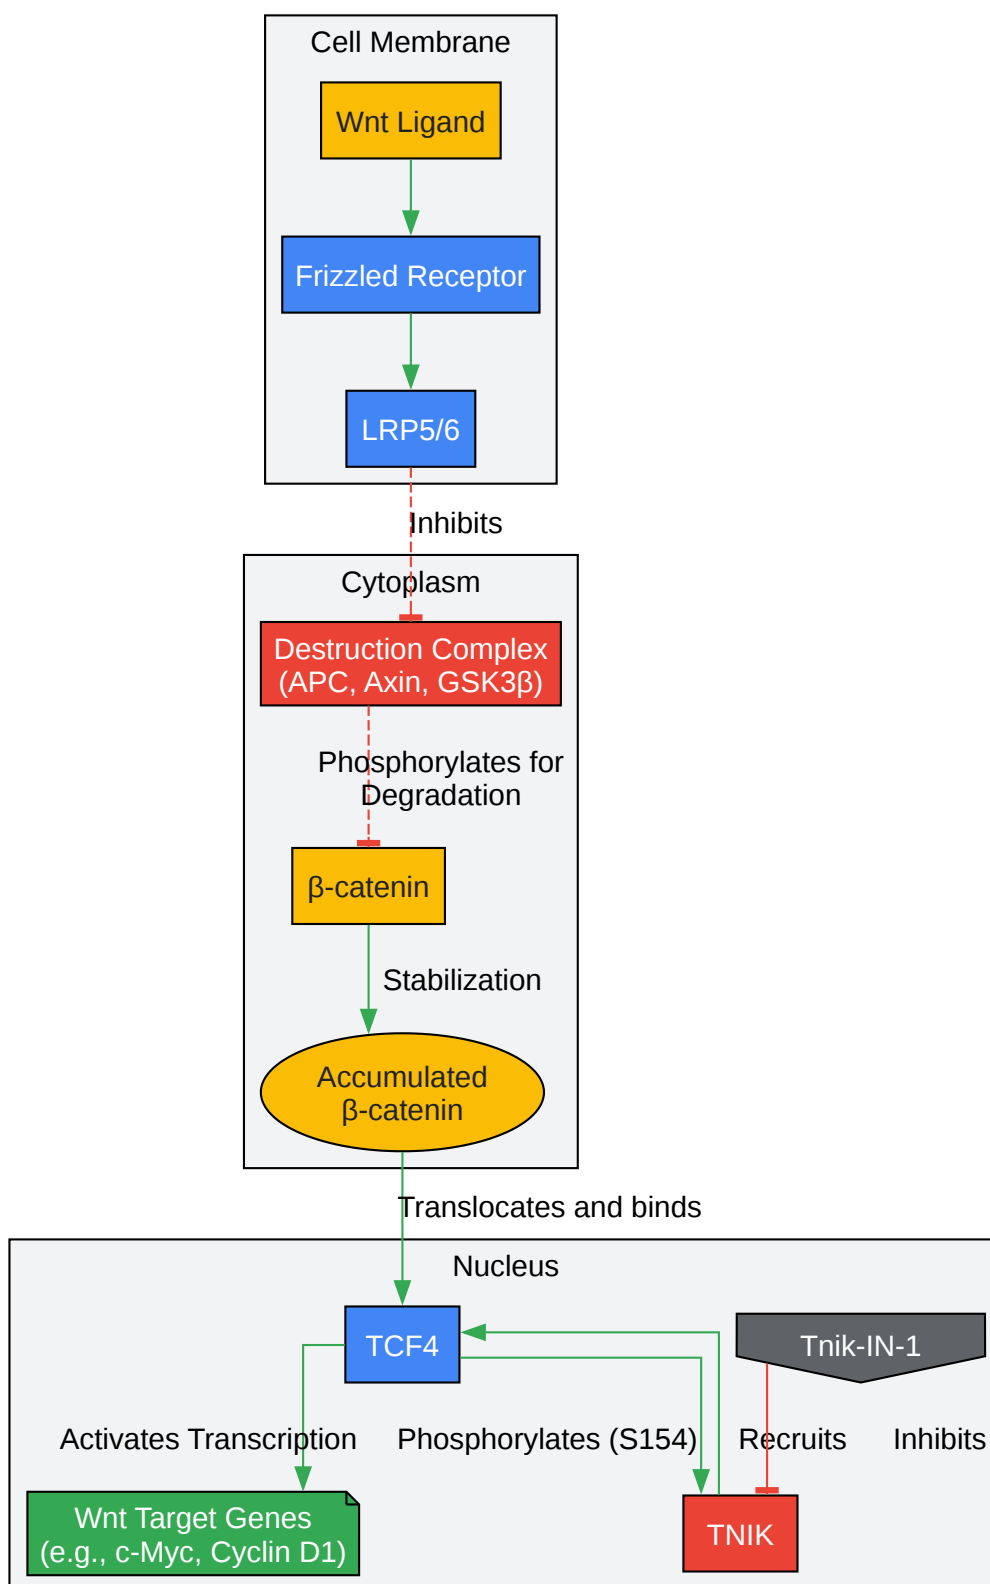 Cell Membrane
Wnt Ligand
Frizzled Receptor
LRP5/6
Inhibits
Cytoplasm
Destruction Complex
(APC, Axin, GSK3β)
Phosphorylates for
Degradation
β-catenin
Stabilization
Accumulated
β-catenin
Translocates and binds
Nucleus
TCF4
Tnik-IN-1
Activates Transcription
Phosphorylates (S154)
Recruits
Inhibits
Wnt Target Genes
(e.g., c-Myc, Cyclin D1)
TNIK